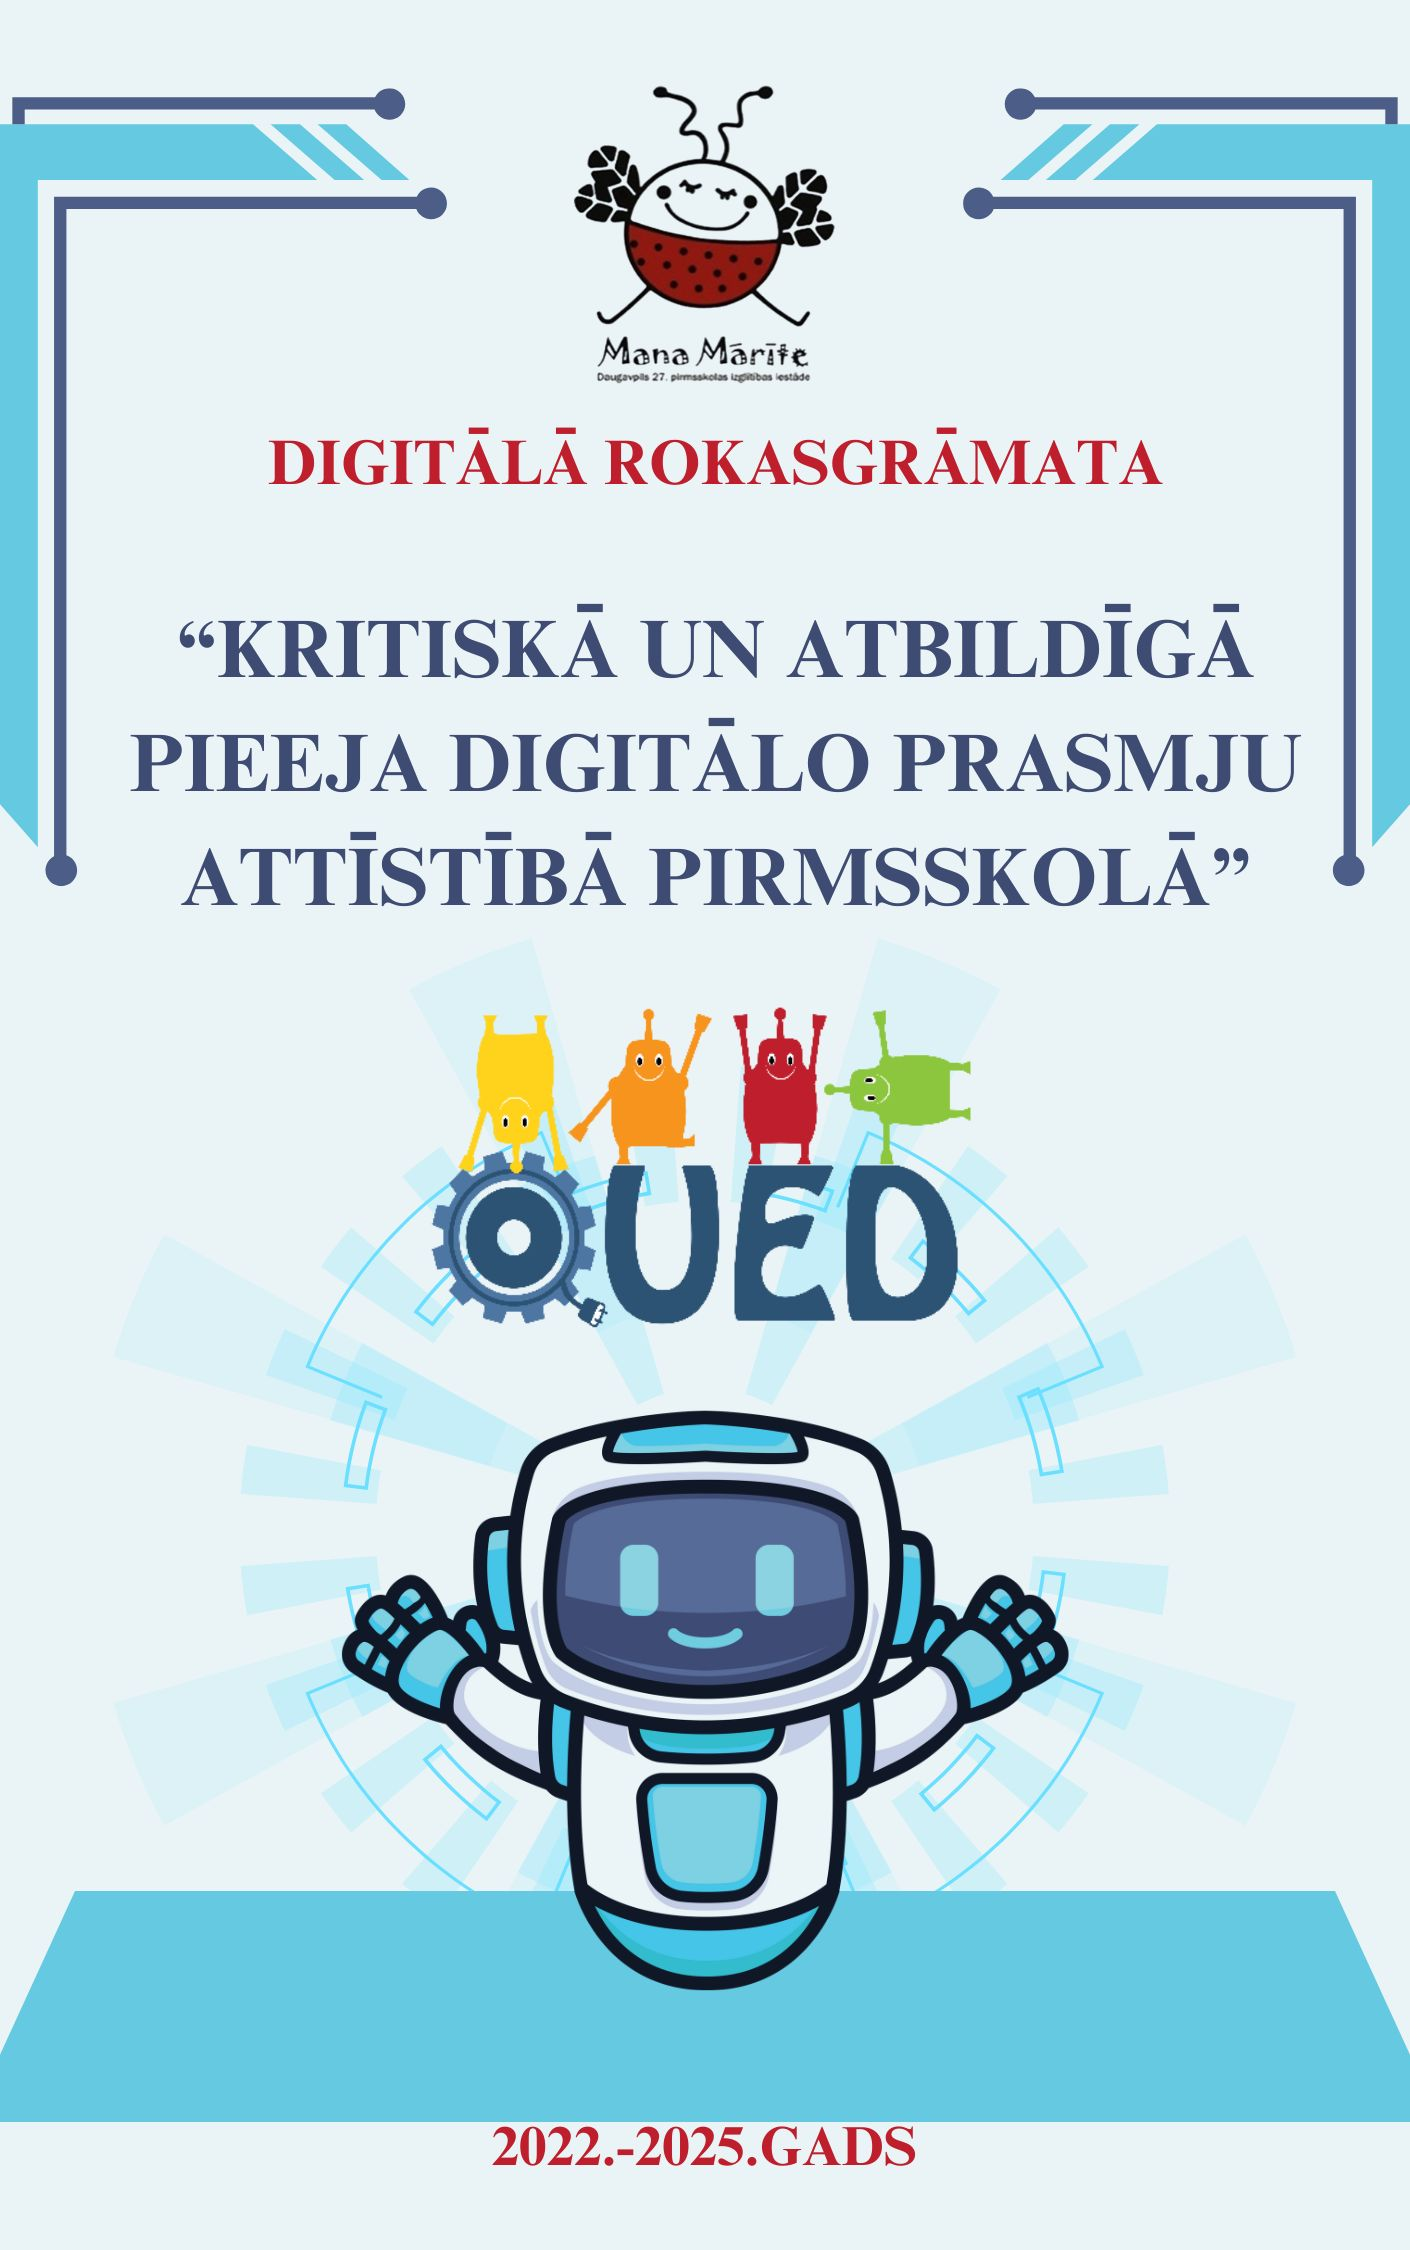 Mana Mārīte
Daugavpils 27. pirmsskolas izglītības iestāde
DIGITĀLĀ ROKASGRĀMATA
“KRITISKĀ UN ATBILDĪGĀ
PIEEJA DIGITĀLO PRASMJU
ATTĪSTĪBĀ PIRMSSKOLĀ”
QUED
2022.-2025.GADS